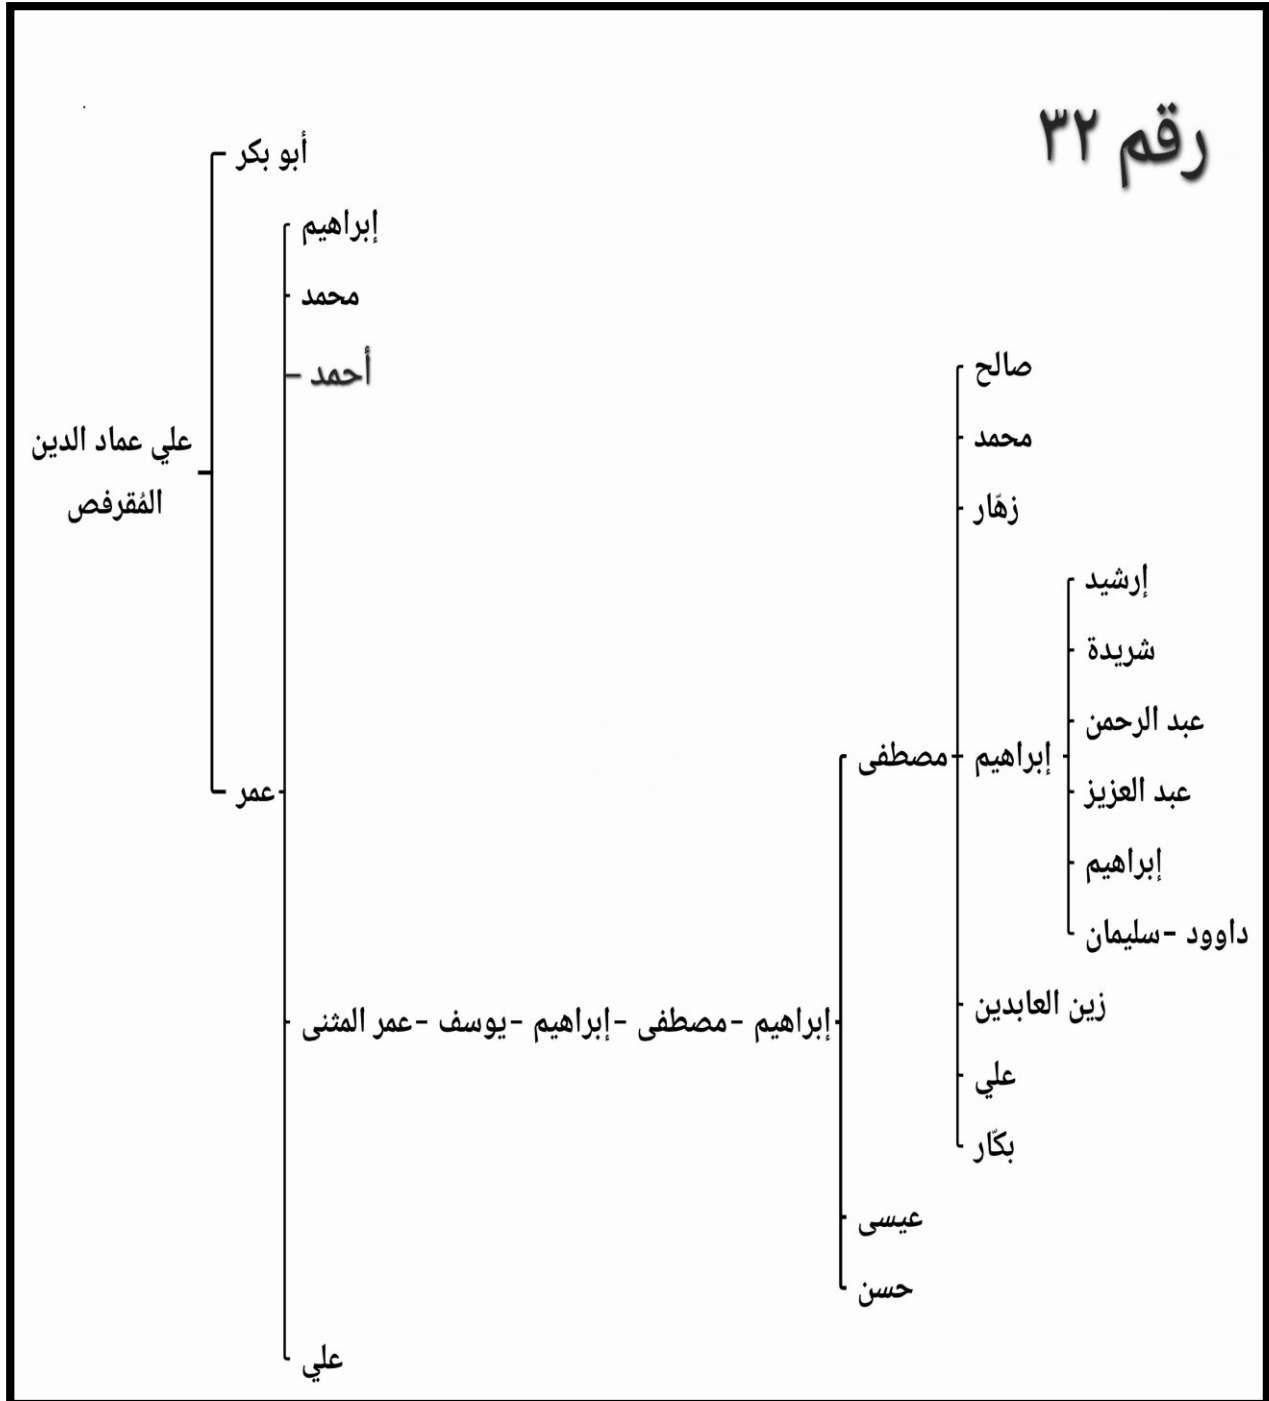 رقم ٣٢
أبو بكر
إبراهيم
محمد
أحمد
صالح
محمد
علي عماد الدين
المُقرفص
زهّار
إرشيد
شريدة
عبد الرحمن
مصطفى
إبراهيم
عمر
عبد العزيز
إبراهيم
داوود -سليمان
زين العابدين
إبراهيم -مصطفى -إبراهيم -يوسف -عمر المثنى
علي
بكّار
عيسى
حسن
علي